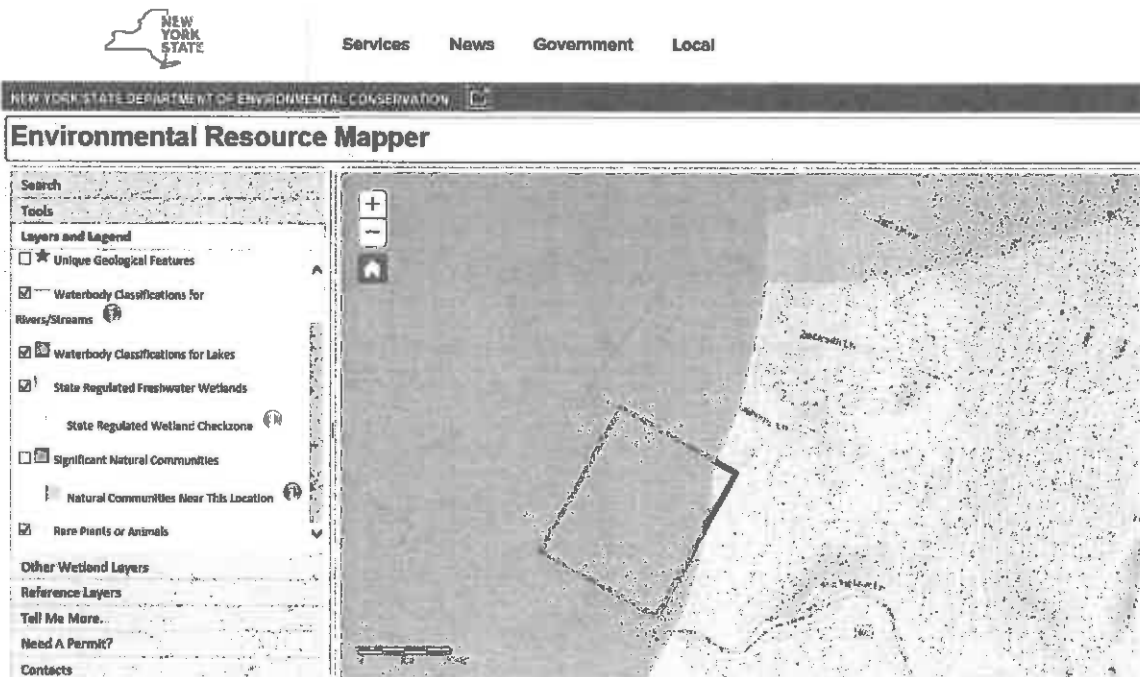 NEW
YORK
STATE
Services News Government Local
NEW YORK STATE DEPARTMENT OF ENVIRONMENTAL CONSERVATION
Environmental Resource Mapper
Search
Tools
Layers and Legend
Unique Geological Features
Waterbody Classifications for
Rivers/Streams
Waterbody Classifications for Lakes
State Regulated Freshwater Wetlands
State Regulated Wetland Checkzone
Significant Natural Communities
Natural Communities Near This Location
Rare Plants or Animals
Other Wetland Layers
Reference Layers
Tell Me More.
Need A Permit?
Contacts
+
−